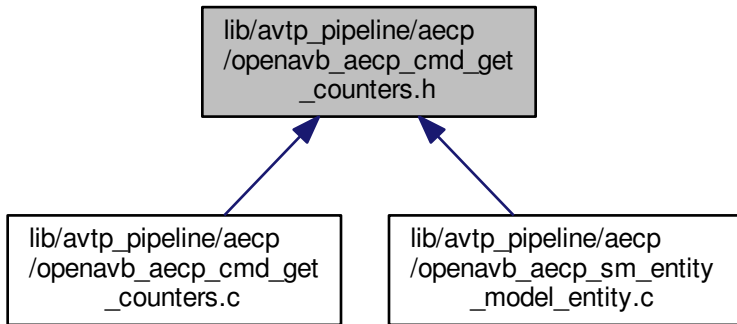 lib/avtp_pipeline/aecp
/openavb_aecp_cmd_get
_counters.h
lib/avtp_pipeline/aecp
/openavb_aecp_cmd_get
_counters.c
lib/avtp_pipeline/aecp
/openavb_aecp_sm_entity
_model_entity.c